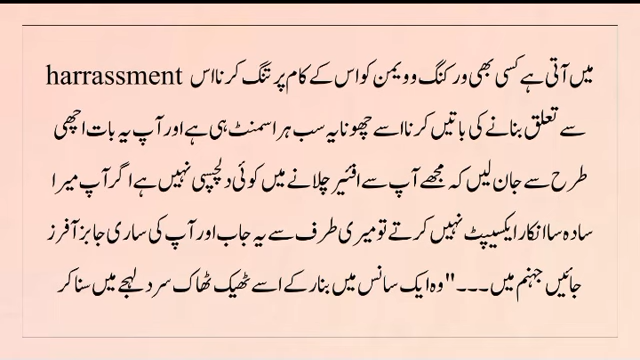 میں آتی ہے کسی بھی ورکنگ وویمن کو اس کے کام پر تنگ کرنا اس harrassment
سے تعلق بنانے کی باتیں کرنا اسے چھونا یہ سب ہراسمنٹ ہی ہے اور آپ یہ بات اچھی
طرح سے جان لیں کہ مجھے آپ سے افئیر چلانے میں کوئی دلچسپی نہیں ہے اگر آپ میرا
سادہ سا انکار ایکسیپٹ نہیں کرتے تو میری طرف سے یہ جاب اور آپ کی ساری جابز آفرز
جائیں جہنم میں ۔۔۔" وہ ایک سانس میں بنا رکے اسے ٹھیک ٹھاک سرد لہجے میں سنا کر